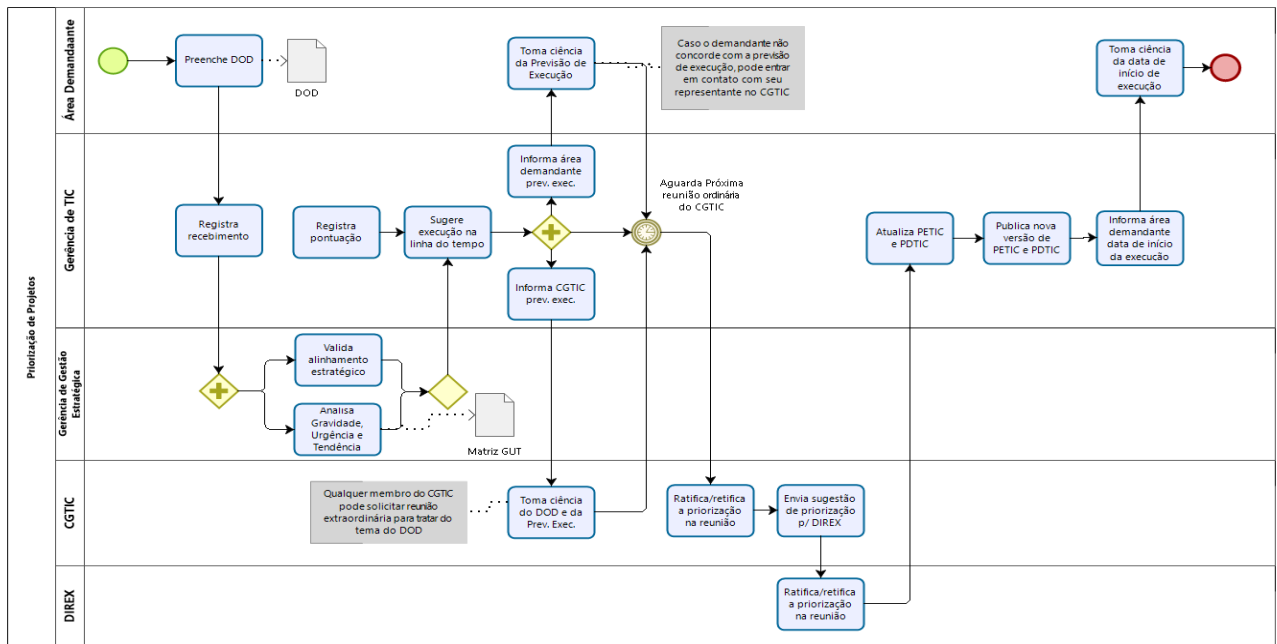 Priorização de Projetos
Área Demandaante
Preenche DOD
DOD
Toma ciência
da Previsão de
Execução
Caso o demandante não
concorde com a previsão
de execução, pode entrar
em contato com seu
representante no CGTIC
Toma ciência
da data de
início de
execução
Gerência de TIC
Registra
recebimento
Registra
pontuação
Sugere
execução na
linha do tempo
Informa área
demandante
prev. exec.
Informa CGTIC
prev. exec.
Aguarda Próxima
reunião ordinária
do CGTIC
Atualiza PETIC
e PDTIC
Publica nova
versão de
PETIC e PDTIC
Informa área
demandante
data de início
da execução
Gerência de Gestão
Estratégica
Valida
alinhamento
estratégico
Analisa
Gravidade,
Urgência e
Tendência
Matriz GUT
CGTIC
Qualquer membro do CGTIC
pode solicitar reunião
extraordinária para tratar do
tema do DOD
Toma ciência
do DOD e da
Prev. Exec.
Ratifica/retifica
a priorização
na reunião
Envia sugestão
de priorização
p/ DIREX
DIREX
Ratifica/retifica
a priorização
na reunião